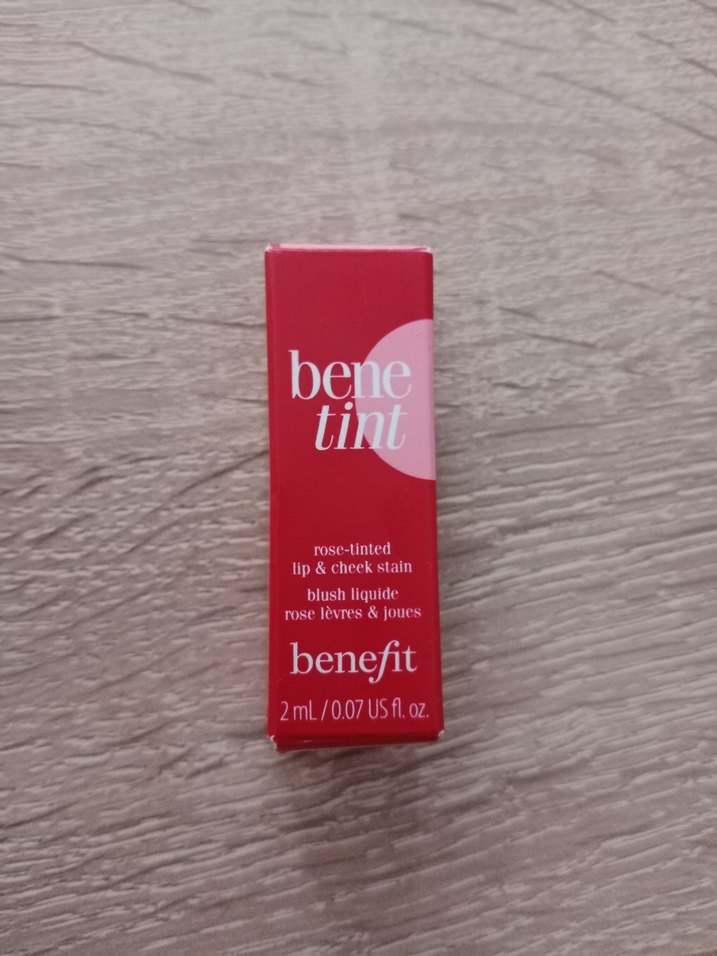 bene
tint
rose-tinted
lip & cheek stain
blush liquide
rose lèvres & joues
benefit
2 mL / 0.07 US fl. oz.